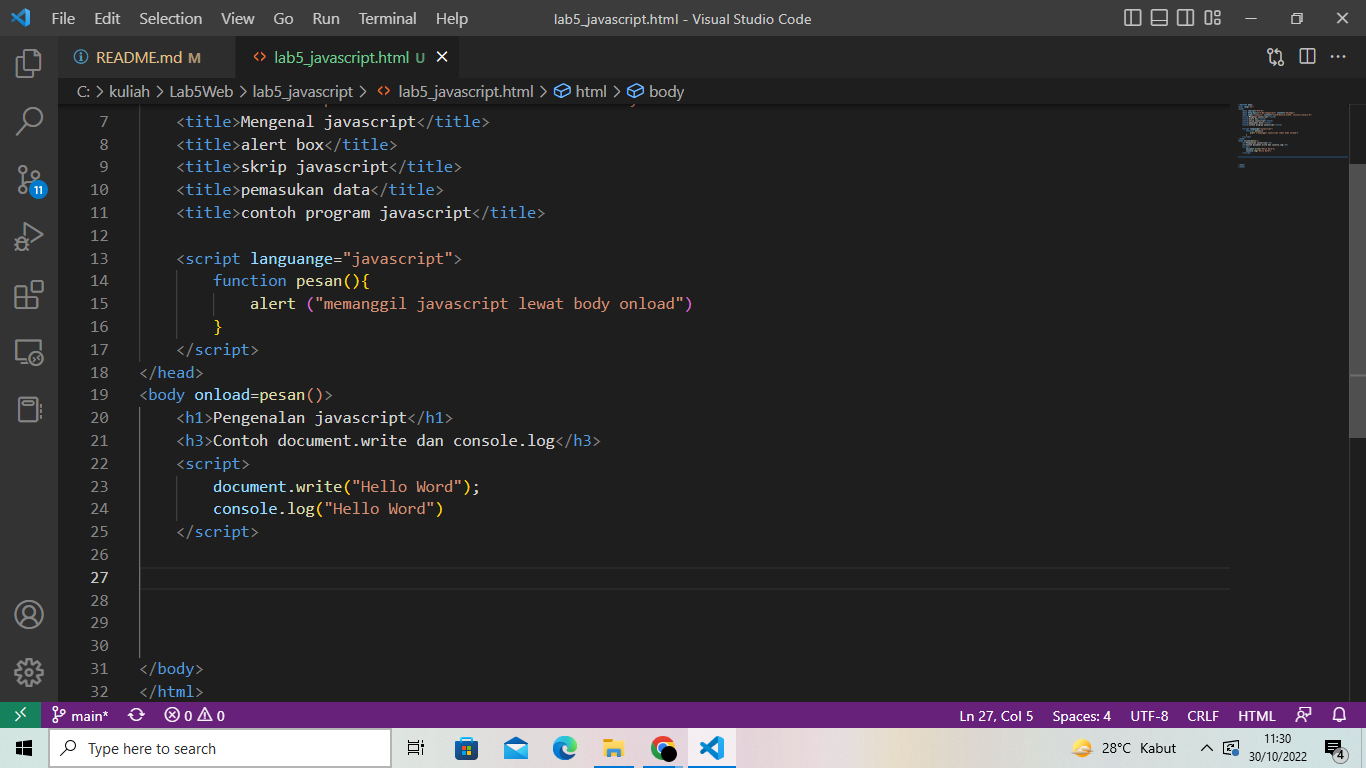 File Edit Selection View Go Run Terminal Help lab5_javascript.html - Visual Studio Code
README.md M lab5_javascript.html U
C: > kuliah > Lab5Web > lab5_javascript > lab5_javascript.html > html > body
7 <title>Mengenal javascript</title>
8 <title>alert box</title>
9 <title>skrip javascript</title>
10 <title>pemasukan data</title>
11 <title>contoh program javascript</title>
12
13 <script languange="javascript">
14 function pesan(){
15 alert ("memanggil javascript lewat body onload")
16 }
17 </script>
18 </head>
19 <body onload=pesan()>
20 <h1>Pengenalan javascript</h1>
21 <h3>Contoh document.write dan console.log</h3>
22 <script>
23 document.write("Hello Word");
24 console.log("Hello Word")
25 </script>
26
27
28
29
30
31 </body>
32 </html>
11
main* 0 0 Ln 27, Col 5 Spaces: 4 UTF-8 CRLF HTML
Type here to search 28°C Kabut 11:30
30/10/2022 4